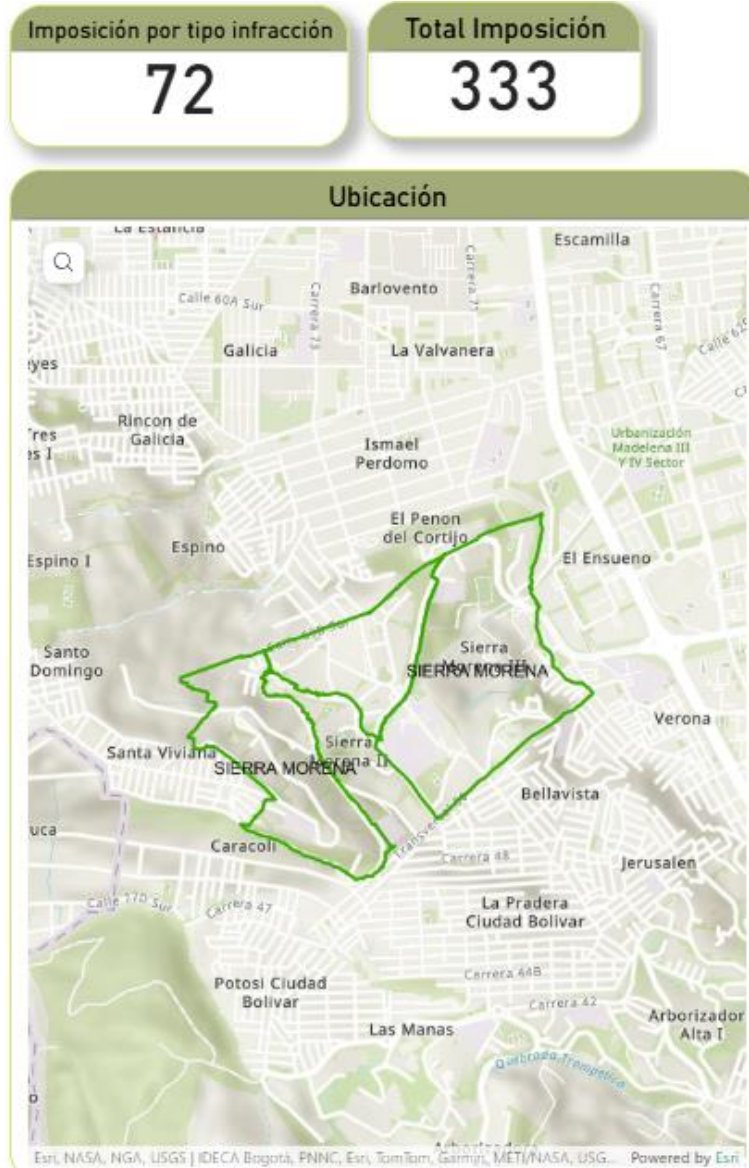 Imposición por tipo infracción
72
Total Imposición
333
Ubicación
La Estancia
Escamilla
Carrera 73
Barlovento
Calle 60A Sur
Carrera 67
Galicia
La Valvanera
Rincon de
Galicia
Urbanización
Madelena III
Y IV Sector
Ismael
Perdomo
El Penon
del Cortijo
Espino I
Espino
El Ensueno
Santo
Domingo
Sierra
Morena III
SIERRA MORENA
Verona
Santa Viviana
Sierra
Morena II
SIERRA MORENA
Bellavista
Caracoli
Carrera 48
Jerusalen
Calle 77D Sur
Carrera 47
La Pradera
Ciudad Bolivar
Carrera 44B
Potosi Ciudad
Bolivar
Carrera 42
Arborizador
Alta I
Las Manas
Esri, NASA, NGA, USGS | IDECA Bogotá, PNNC, Esri, TomTom, Garmin, METI/NASA, USG...
Powered by Esri